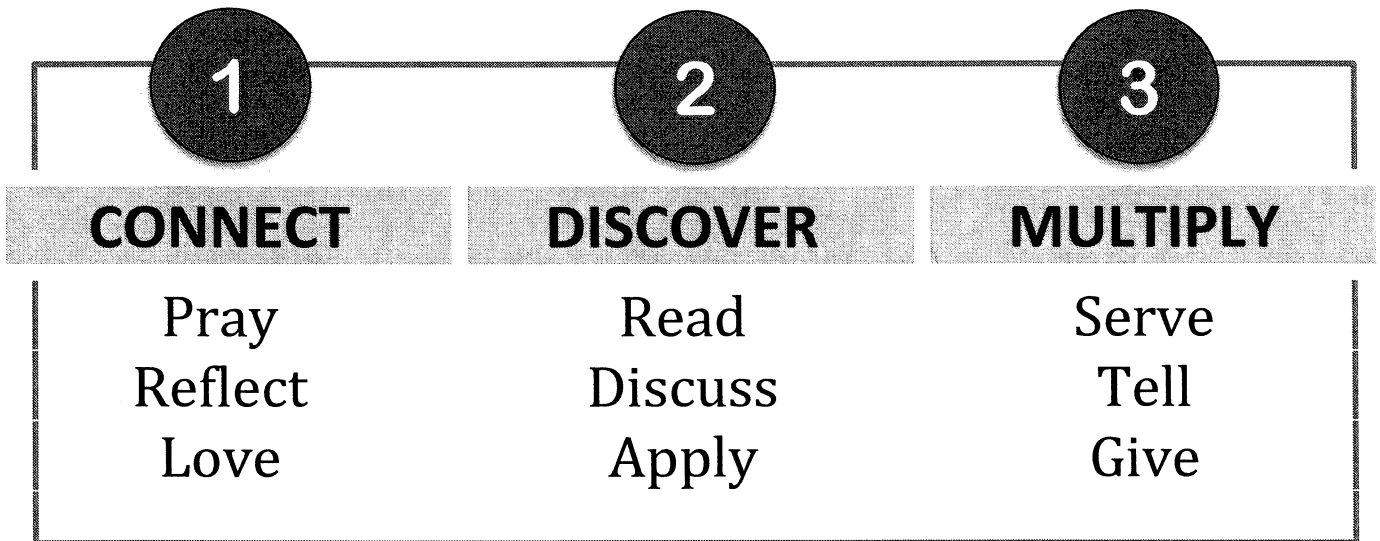 1 2 3
CONNECT DISCOVER MULTIPLY
Pray Read Serve
Reflect Discuss Tell
Love Apply Give